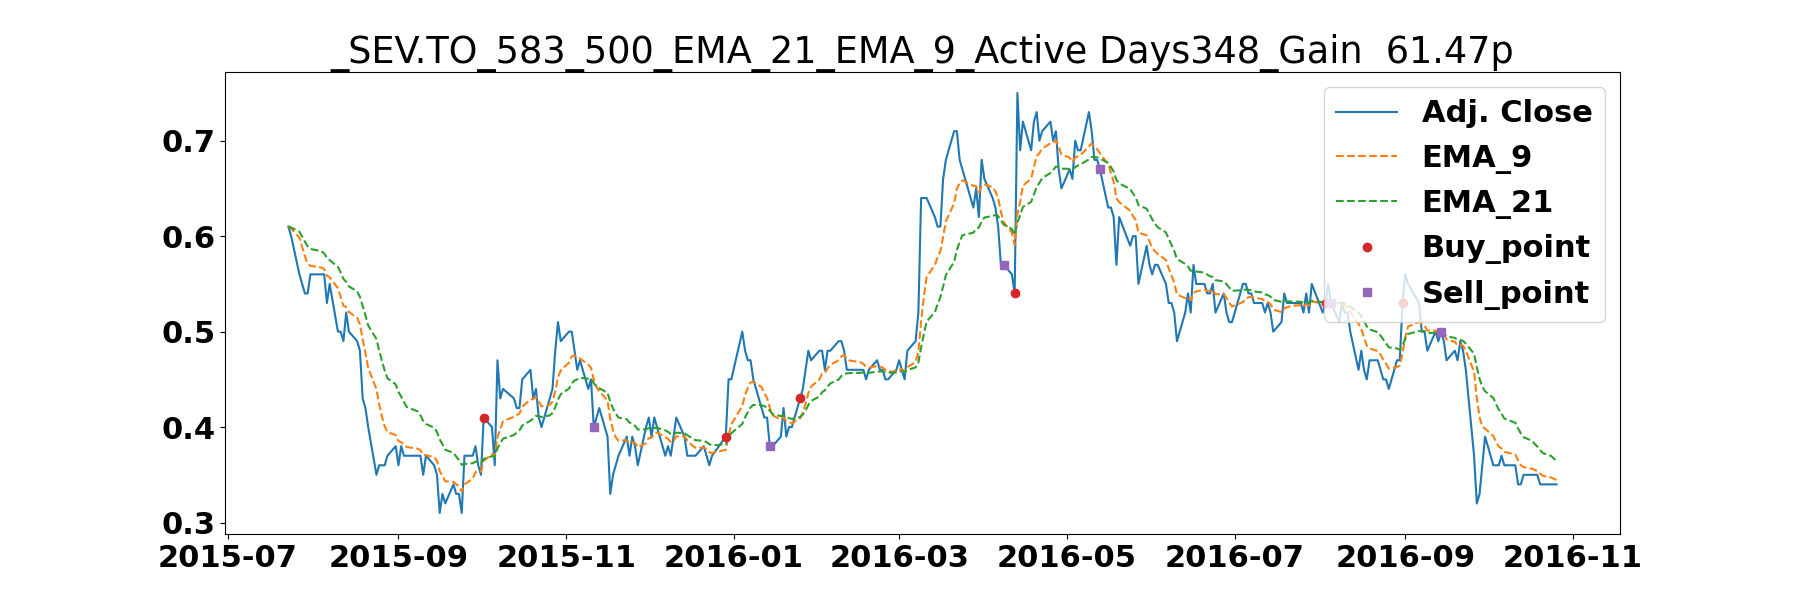 _SEV.TO_583_500_EMA_21_EMA_9_Active Days348_Gain  61.47p
Adj. Close
EMA_9
EMA_21
Buy_point
Sell_point
0.7
0.6
0.5
0.4
0.3
2015-07 2015-09 2015-11 2016-01 2016-03 2016-05 2016-07 2016-09 2016-11